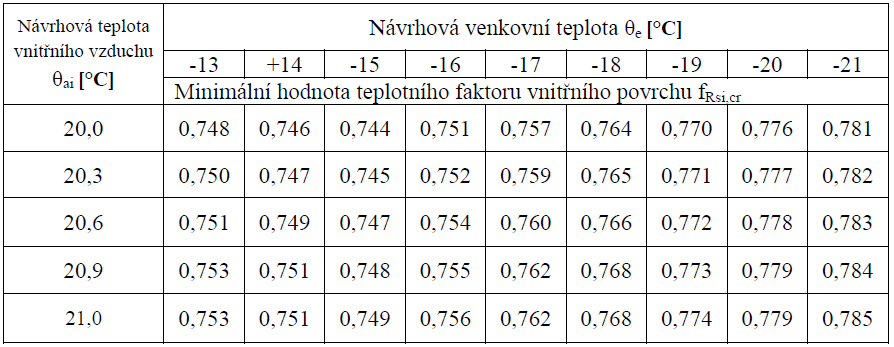 Návrhová teplota vnitřního vzduchu θai [°C] Návrhová venkovní teplota θe [°C]
-13 +14 -15 -16 -17 -18 -19 -20 -21
Minimální hodnota teplotního faktoru vnitřního povrchu fRsi,cr
20,0 0,748 0,746 0,744 0,751 0,757 0,764 0,770 0,776 0,781
20,3 0,750 0,747 0,745 0,752 0,759 0,765 0,771 0,777 0,782
20,6 0,751 0,749 0,747 0,754 0,760 0,766 0,772 0,778 0,783
20,9 0,753 0,751 0,748 0,755 0,762 0,768 0,773 0,779 0,784
21,0 0,753 0,751 0,749 0,756 0,762 0,768 0,774 0,779 0,785